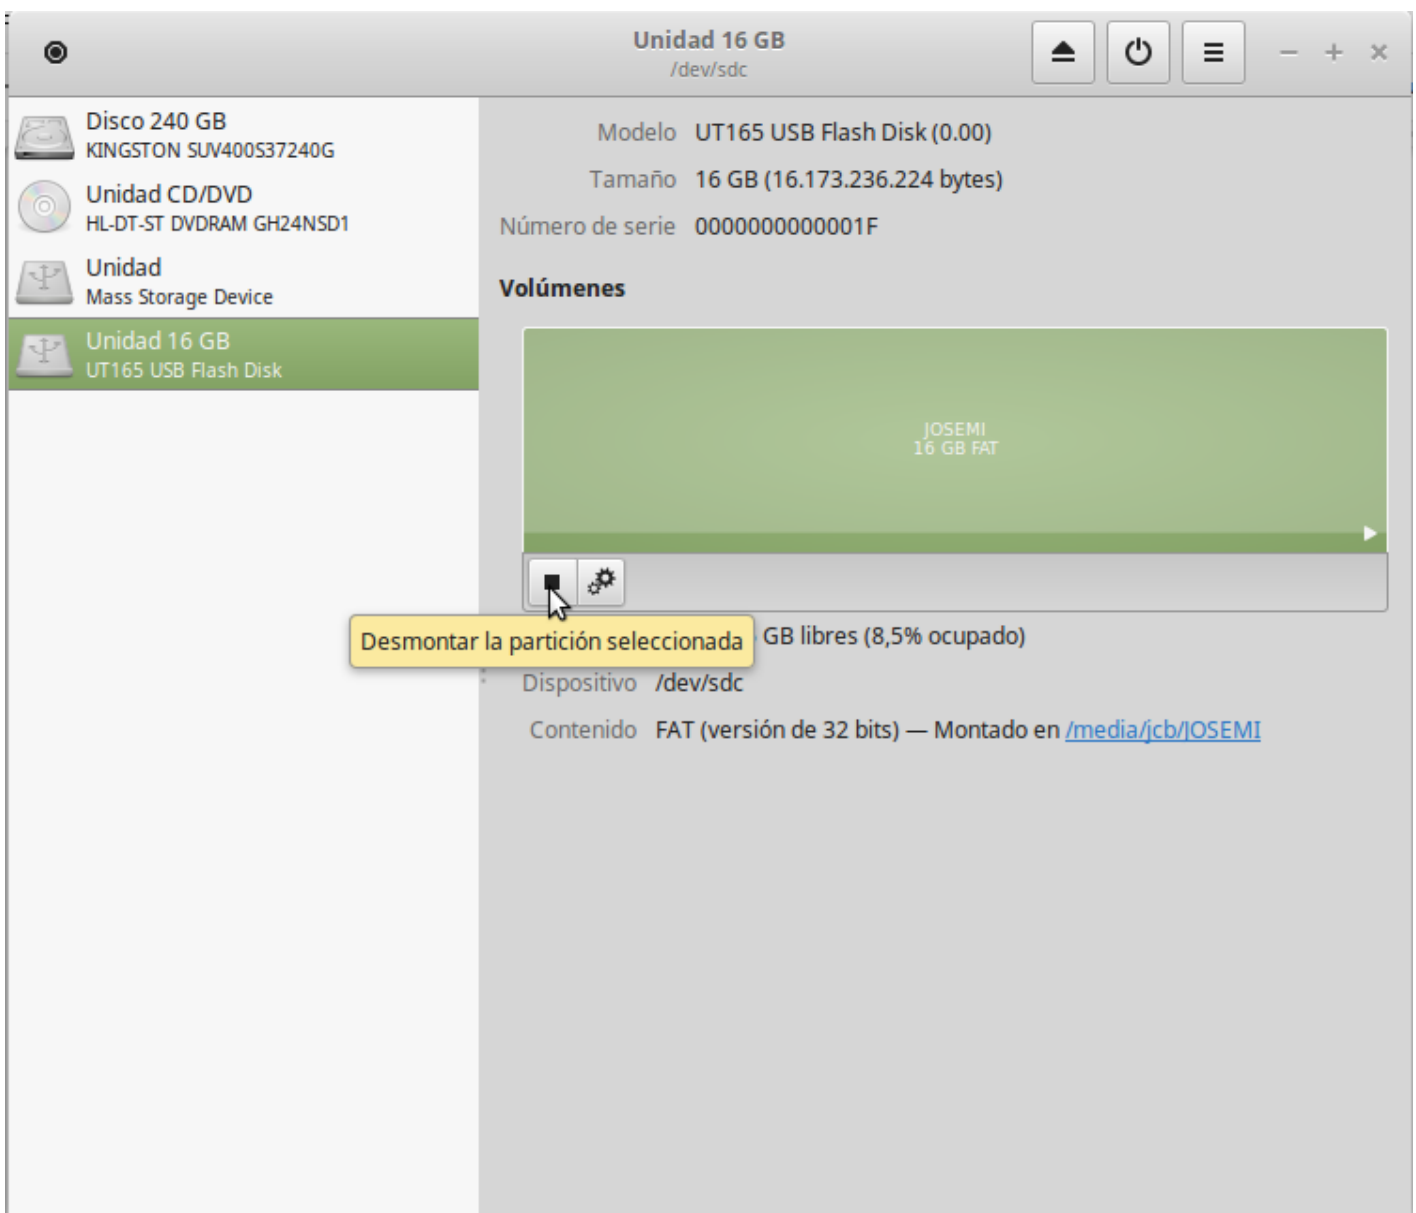 Unidad 16 GB
/dev/sdc
Disco 240 GB
KINGSTON SUV400S37240G
Unidad CD/DVD
HL-DT-ST DVDRAM GH24NSD1
Unidad
Mass Storage Device
Unidad 16 GB
UT165 USB Flash Disk
Modelo UT165 USB Flash Disk (0.00)
Tamaño 16 GB (16.173.236.224 bytes)
Número de serie 0000000000001F
Volúmenes
JOSEMI
16 GB FAT
Desmontar la partición seleccionada
GB libres (8,5% ocupado)
Dispositivo /dev/sdc
Contenido FAT (versión de 32 bits) — Montado en /media/jcb/JOSEMI